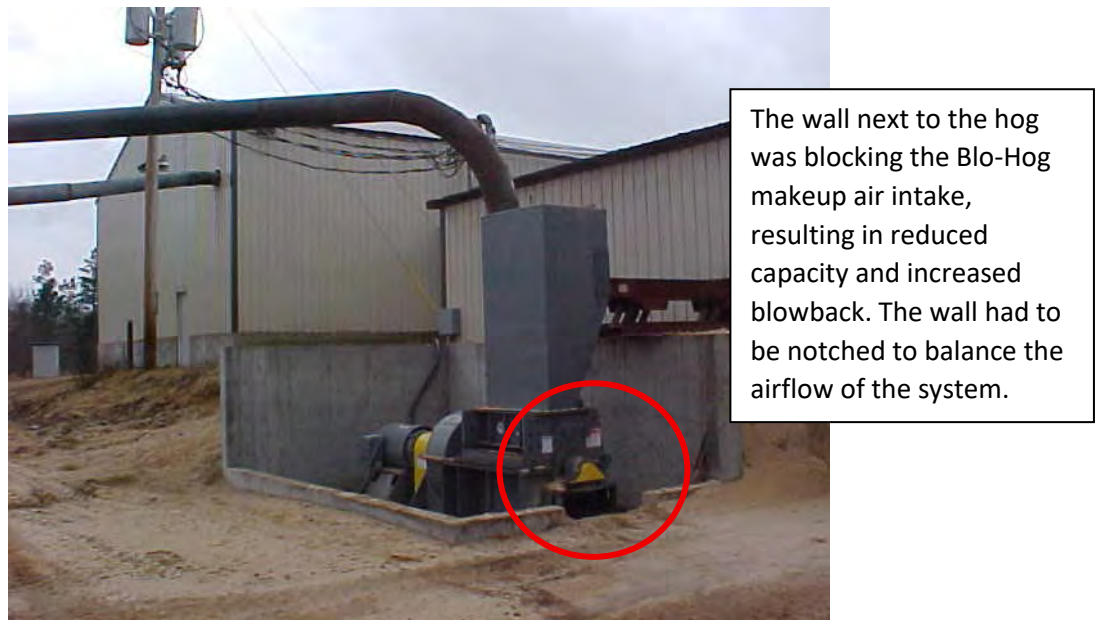 The wall next to the hog
was blocking the Blo-Hog
makeup air intake,
resulting in reduced
capacity and increased
blowback. The wall had to
be notched to balance the
airflow of the system.